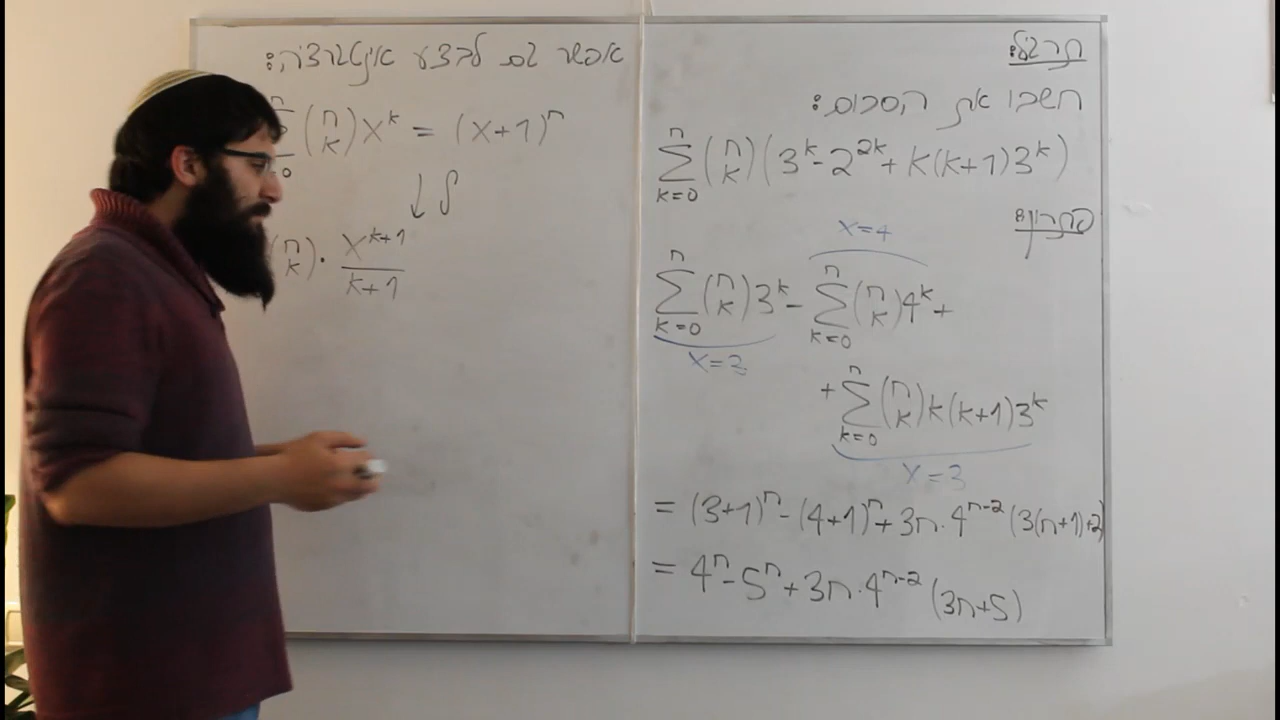 תרגיל:
חשבו את הסכום:
n
∑ (n k) (3^k - 2^{2k} + k(k+1)3^k)
k=0
פתרון:
x=4
∑_{k=0}^{n} (n k) 3^k - ∑_{k=0}^{n} (n k) 4^k +
x=3
+ ∑_{k=0}^{n} (n k) k(k+1)3^k
x=3
= (3+1)^n - (4+1)^n + 3n·4^{n-2} (3(n+1)+2)
= 4^n - 5^n + 3n·4^{n-2} (3n+5)
אפשר גם לבצע אינטגרציה:
(n k) x^k = (x+1)^n
↓ ∫
(n k) · x^{k+1}/(k+1)